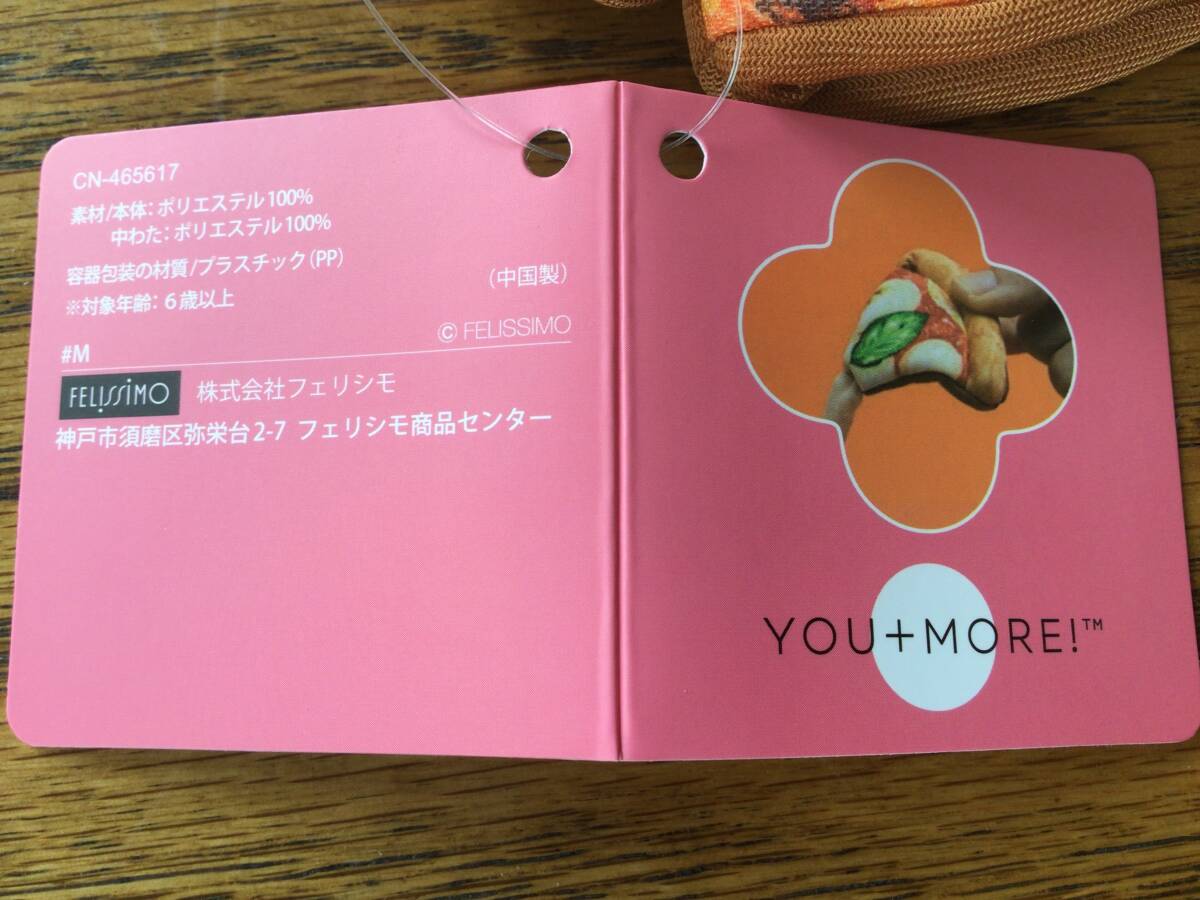 CN-465617
素材/本体：ポリエステル100%
中わた：ポリエステル100%
容器包装の材質/プラスチック(PP)
※対象年齢：6歳以上
(中国製)
© FELISSIMO
#M
FELISSIMO 株式会社フェリシモ
神戸市須磨区弥栄台2-7 フェリシモ商品センター
YOU+MORE!™